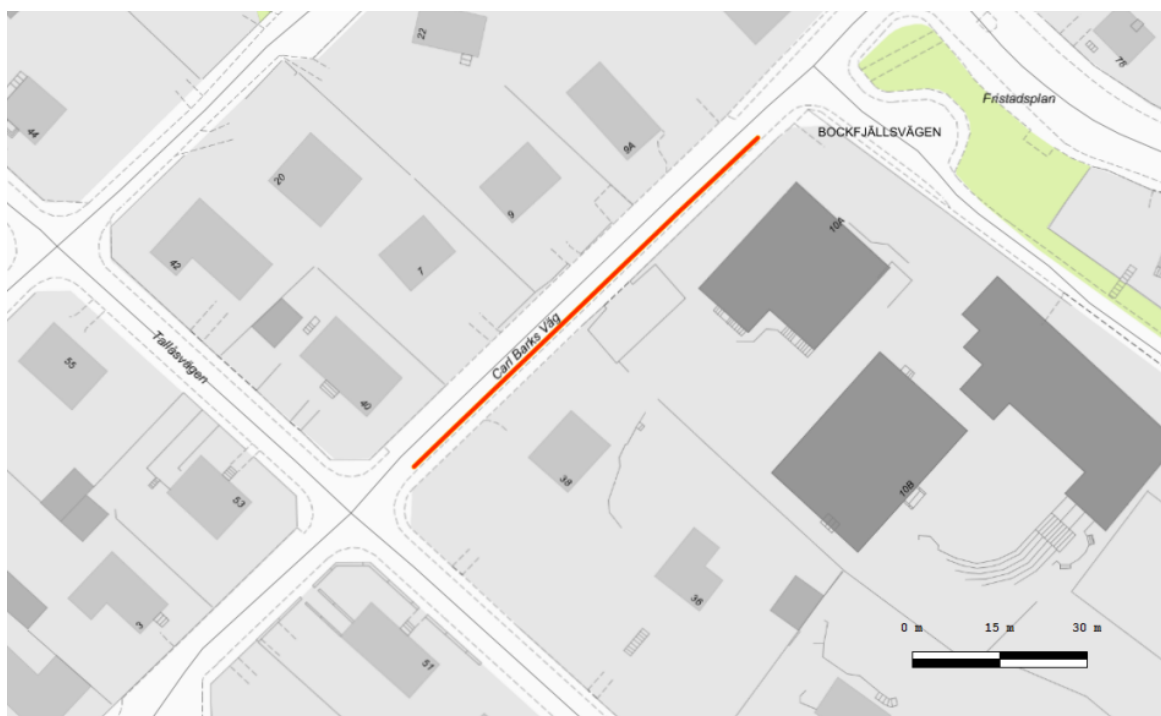 22
78
Fristadsplan
44
BOCKFJÄLLSVÄGEN
9A
20
9
10A
42
7
Carl Barks Väg
Tallåsvägen
55
40
38
10B
53
36
3
51
0 m 15 m 30 m